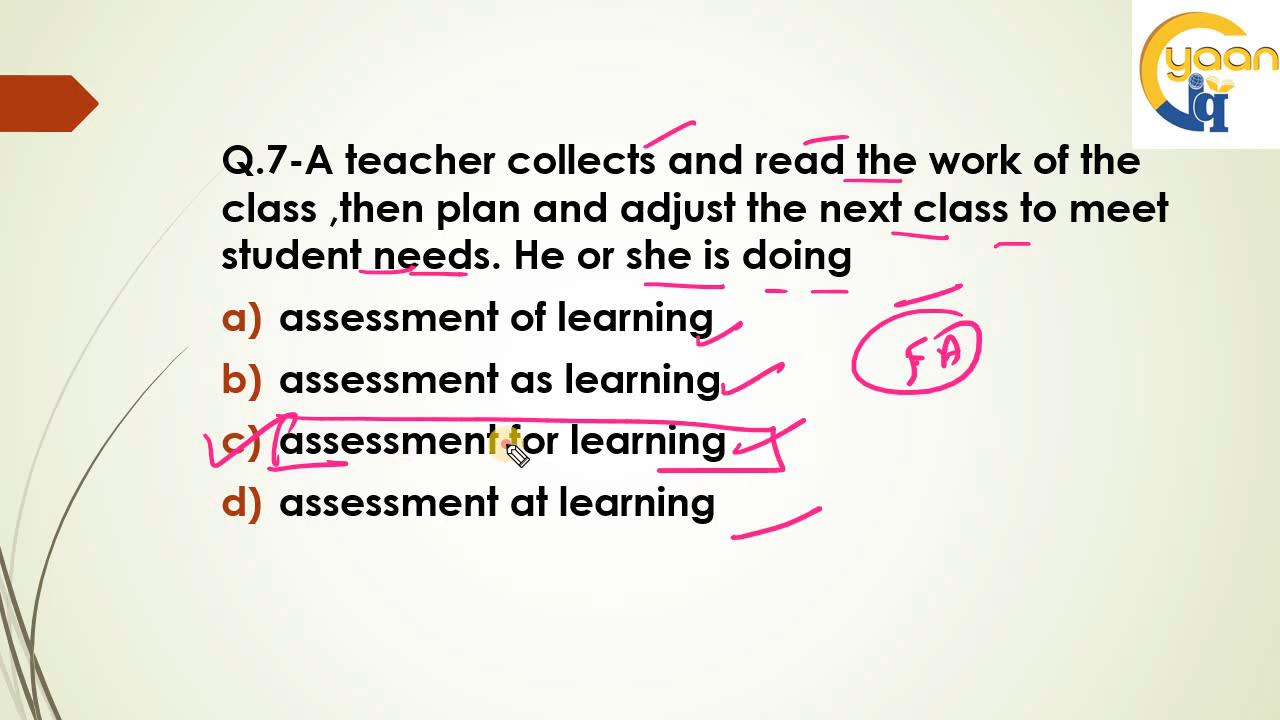 Gyaan
iq
Q.7-A teacher collects and read the work of the
class ,then plan and adjust the next class to meet
student needs. He or she is doing
a) assessment of learning
FA
b) assessment as learning
c) assessment for learning
d) assessment at learning